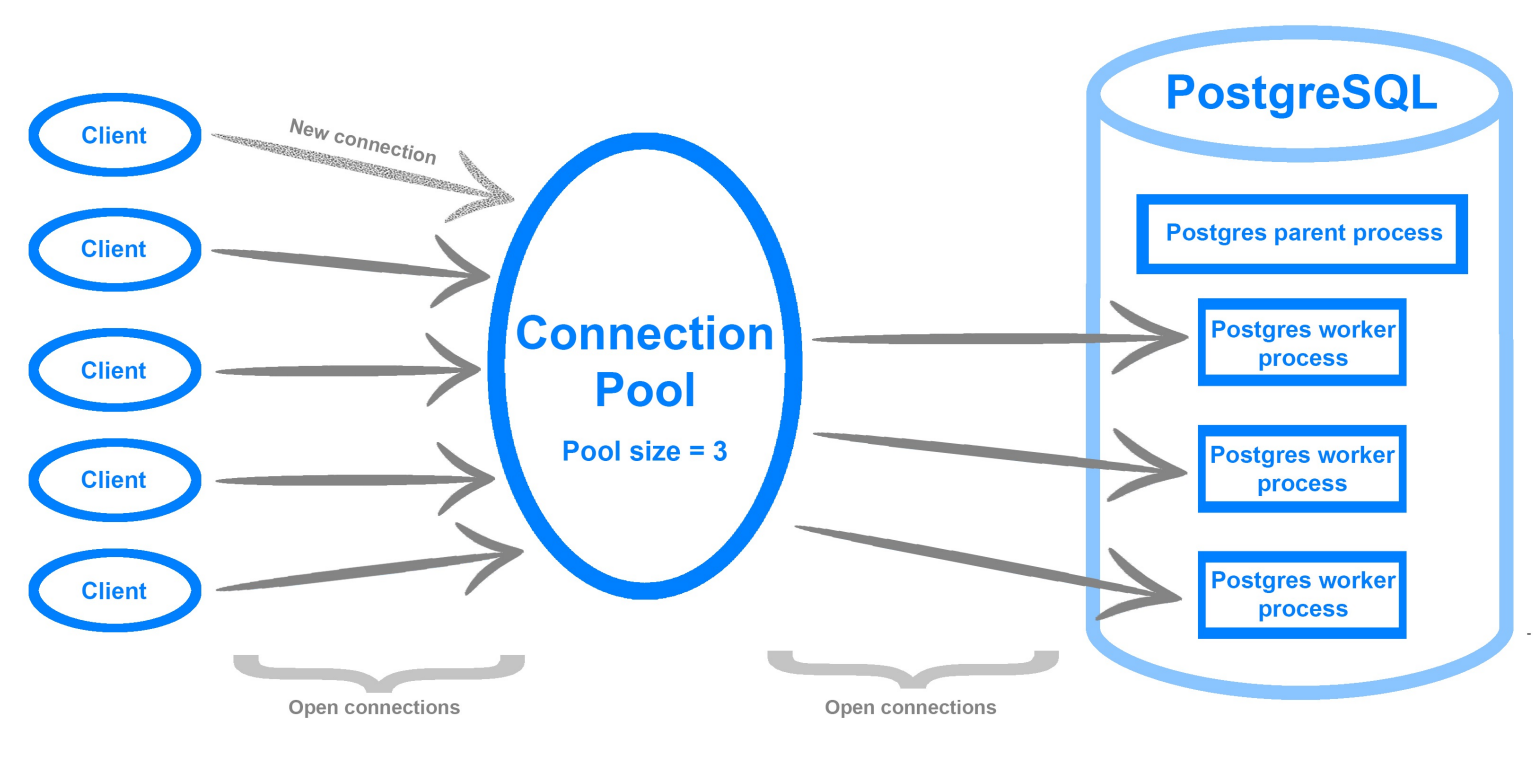 PostgreSQL
Client
New connection
Client
Client
Client
Client
Connection
Pool
Pool size = 3
Postgres parent process
Postgres worker
process
Postgres worker
process
Postgres worker
process
Open connections
Open connections